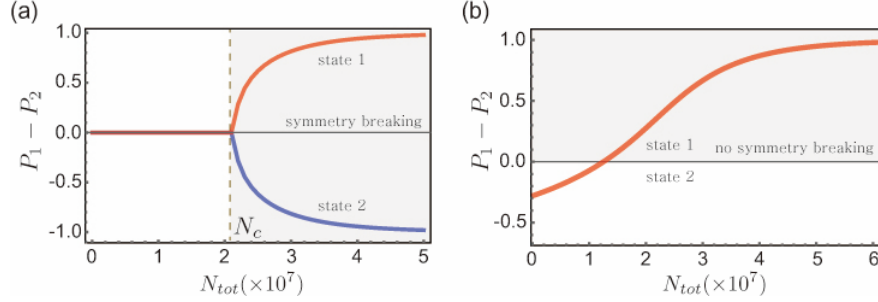 (a)
P1 − P2
1.0
0.5
0.0
-0.5
-1.0
state 1
symmetry breaking
state 2
Nc
0 1 2 3 4 5
Ntot(×10^7)
(b)
P1 − P2
1.0
0.5
0.0
-0.5
state 1 no symmetry breaking
state 2
0 1 2 3 4 5 6
Ntot(×10^7)